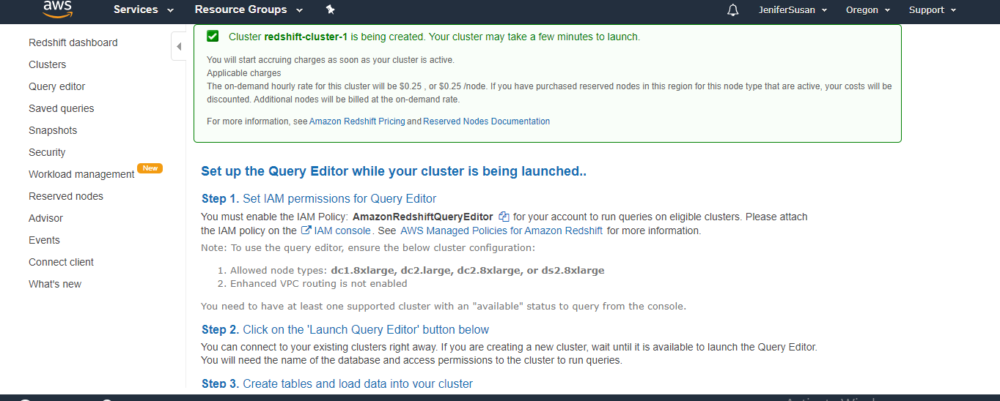 aws
Services
Resource Groups
JeniferSusan
Oregon
Support
Redshift dashboard
Clusters
Query editor
Saved queries
Snapshots
Security
Workload management New
Reserved nodes
Advisor
Events
Connect client
What's new
Cluster redshift-cluster-1 is being created. Your cluster may take a few minutes to launch.
You will start accruing charges as soon as your cluster is active.
Applicable charges
The on-demand hourly rate for this cluster will be $0.25 , or $0.25 /node. If you have purchased reserved nodes in this region for this node type that are active, your costs will be
discounted. Additional nodes will be billed at the on-demand rate.
For more information, see Amazon Redshift Pricing and Reserved Nodes Documentation
Set up the Query Editor while your cluster is being launched..
Step 1. Set IAM permissions for Query Editor
You must enable the IAM Policy: AmazonRedshiftQueryEditor for your account to run queries on eligible clusters. Please attach
the IAM policy on the IAM console. See AWS Managed Policies for Amazon Redshift for more information.
Note: To use the query editor, ensure the below cluster configuration:
1. Allowed node types: dc1.8xlarge, dc2.large, dc2.8xlarge, or ds2.8xlarge
2. Enhanced VPC routing is not enabled
You need to have at least one supported cluster with an "available" status to query from the console.
Step 2. Click on the 'Launch Query Editor' button below
You can connect to your existing clusters right away. If you are creating a new cluster, wait until it is available to launch the Query Editor.
You will need the name of the database and access permissions to the cluster to run queries.
Step 3. Create tables and load data into your cluster